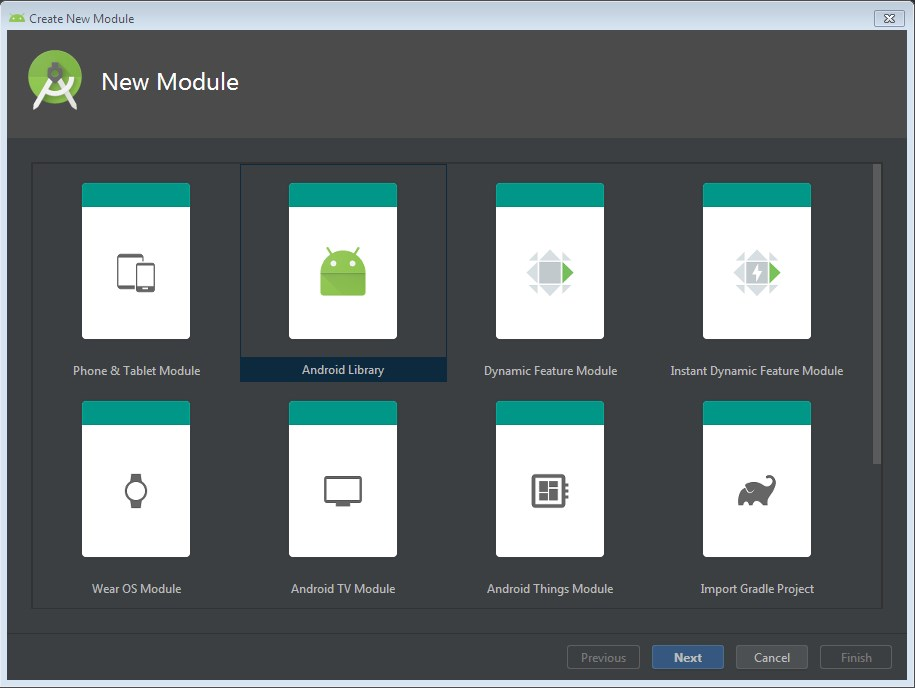 Create New Module
New Module
Phone & Tablet Module
Android Library
Dynamic Feature Module
Instant Dynamic Feature Module
Wear OS Module
Android TV Module
Android Things Module
Import Gradle Project
Previous
Next
Cancel
Finish